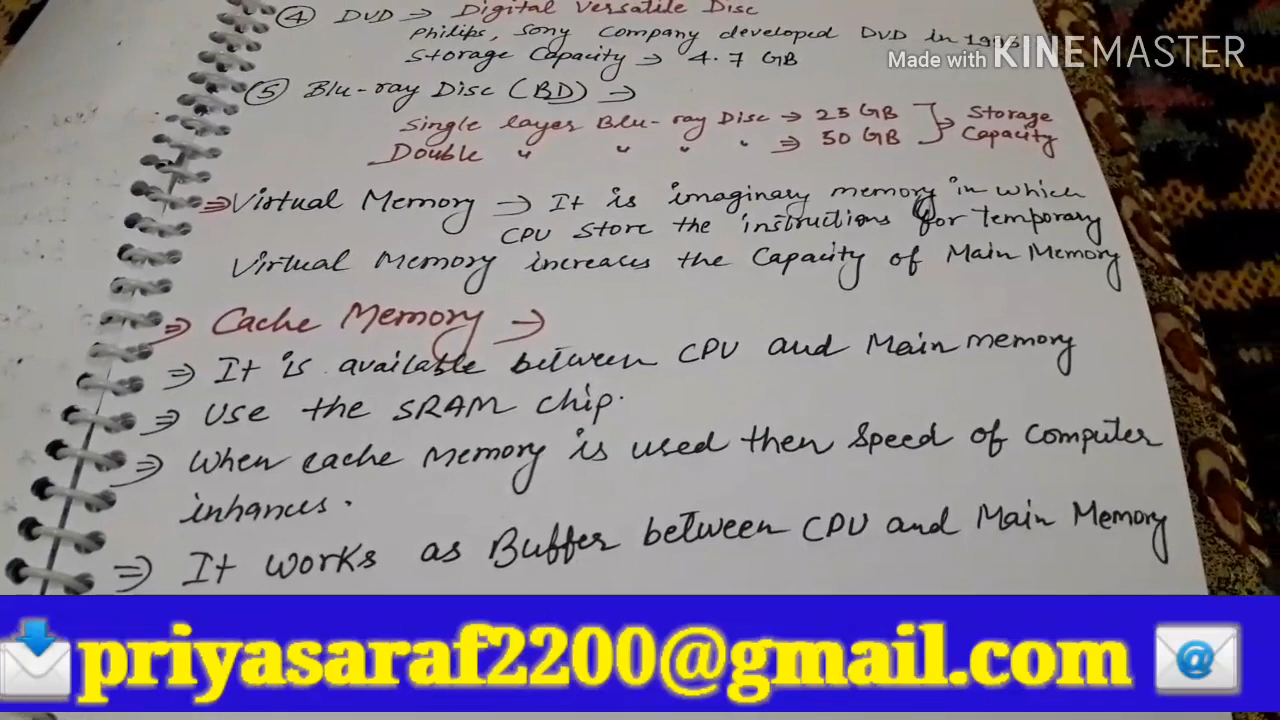 ④ DVD → Digital Versatile Disc
Philips, Sony Company developed DVD in
Made with KINEMASTER
Storage Capacity → 4.7 GB
⑤ Blu-ray Disc (BD) →
Single layer Blu-ray Disc → 25 GB
Double " " " " ⇒ 50 GB
Storage
Capacity
⇒ Virtual Memory → It is imaginary memory in which
CPU Store the instructions for temporary
Virtual Memory increases the Capacity of Main Memory
⇒ Cache Memory →
⇒ It is available between CPU and Main memory
⇒ Use the SRAM chip.
⇒ When cache Memory is used then speed of computer
inhances.
⇒ It works as Buffer between CPU and Main Memory
priyasaraf2200@gmail.com
@